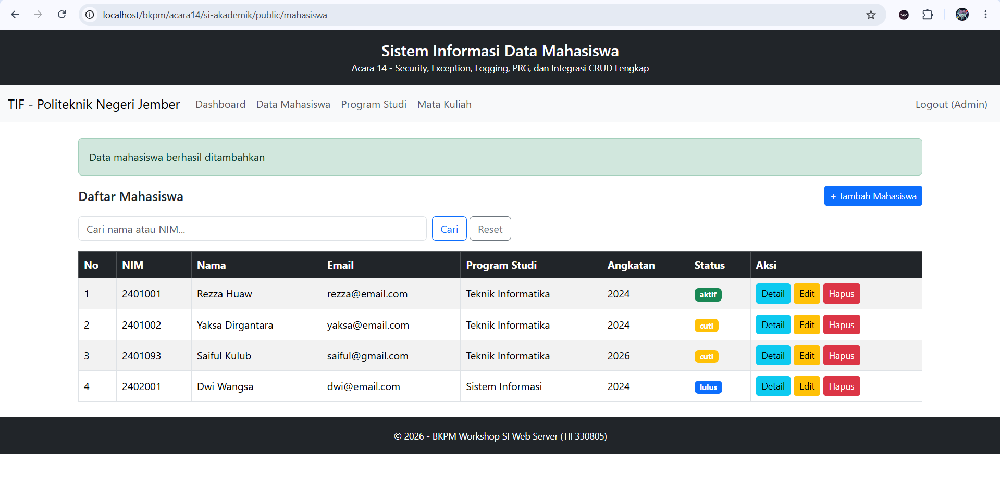 localhost/bkpm/acara14/si-akademik/public/mahasiswa
Sistem Informasi Data Mahasiswa
Acara 14 - Security, Exception, Logging, PRG, dan Integrasi CRUD Lengkap
TIF - Politeknik Negeri Jember Dashboard Data Mahasiswa Program Studi Mata Kuliah Logout (Admin)
Data mahasiswa berhasil ditambahkan
Daftar Mahasiswa + Tambah Mahasiswa
Cari nama atau NIM... Cari Reset
No NIM Nama Email Program Studi Angkatan Status Aksi
1 2401001 Rezza Huaw rezza@email.com Teknik Informatika 2024 aktif Detail Edit Hapus
2 2401002 Yaksa Dirgantara yaksa@email.com Teknik Informatika 2024 cuti Detail Edit Hapus
3 2401093 Saiful Kulub saiful@gmail.com Teknik Informatika 2026 cuti Detail Edit Hapus
4 2402001 Dwi Wangsa dwi@email.com Sistem Informasi 2024 lulus Detail Edit Hapus
© 2026 - BKPM Workshop SI Web Server (TIF330805)